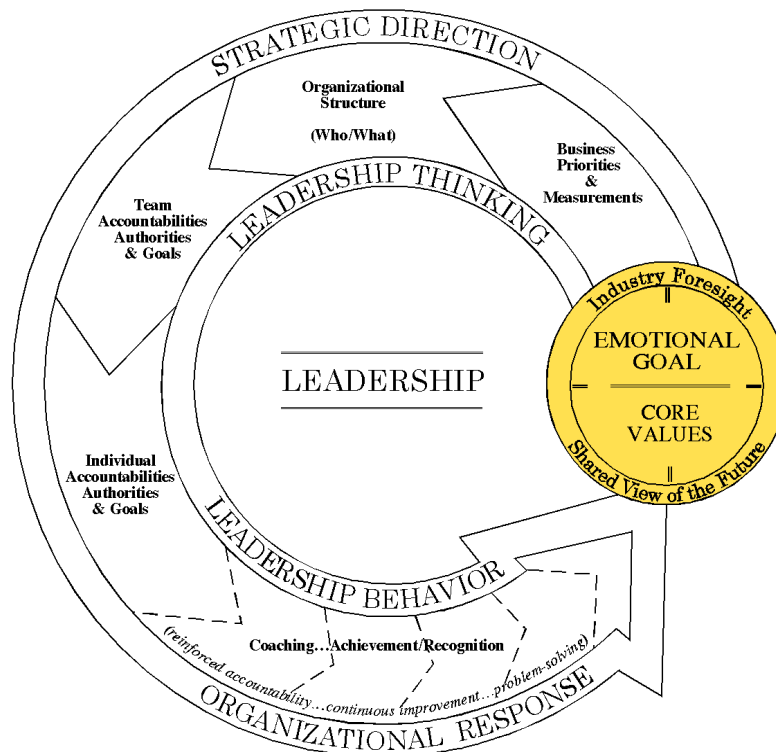 STRATEGIC DIRECTION
Organizational
Structure
(Who/What)
Business
Priorities
&
Measurements
Team
Accountabilities
Authorities
& Goals
LEADERSHIP THINKING
Industry Foresight
EMOTIONAL
GOAL
CORE
VALUES
Shared View of the Future
LEADERSHIP
Individual
Accountabilities
Authorities
& Goals
LEADERSHIP BEHAVIOR
Coaching...Achievement/Recognition
(reinforced accountability...continuous improvement...problem-solving)
ORGANIZATIONAL RESPONSE